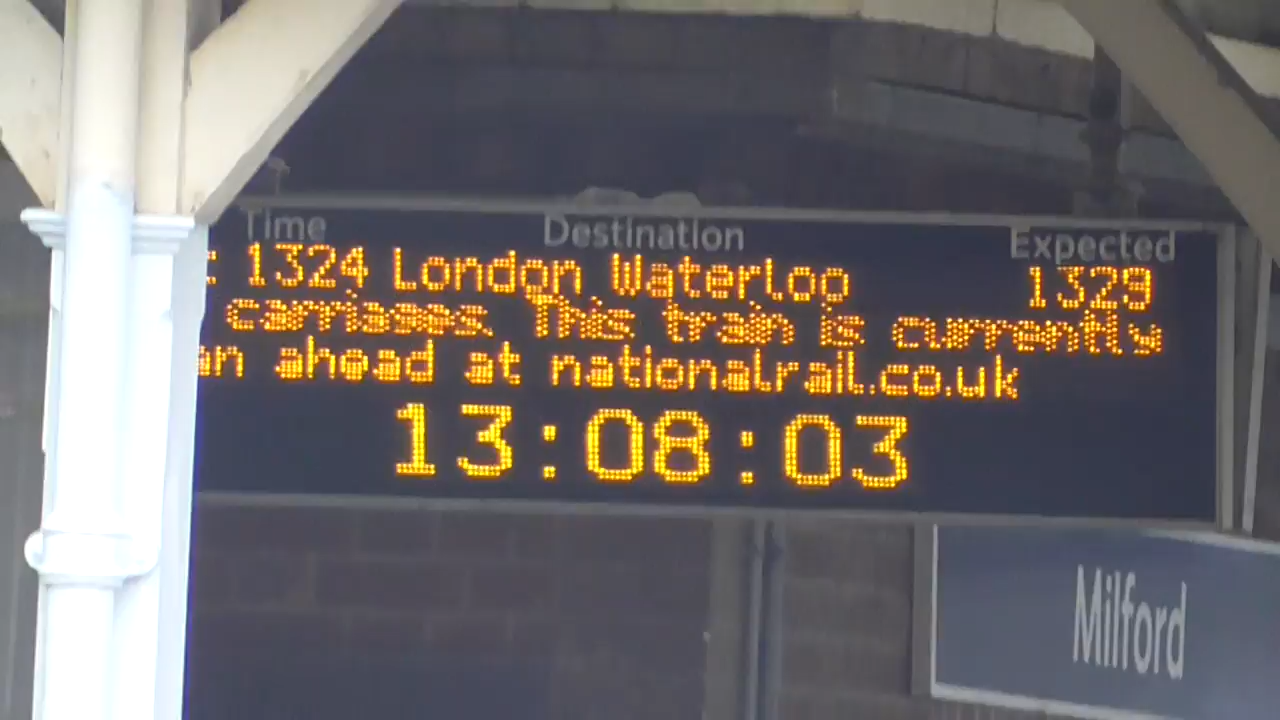 Time Destination Expected
: 1324 London Waterloo 1329
carriages. This train is currently
an ahead at nationalrail.co.uk
13:08:03
Milford